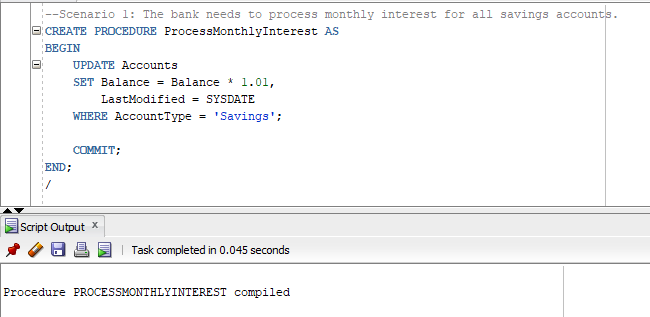 --Scenario 1: The bank needs to process monthly interest for all savings accounts.
CREATE PROCEDURE ProcessMonthlyInterest AS
BEGIN
    UPDATE Accounts
    SET Balance = Balance * 1.01,
        LastModified = SYSDATE
    WHERE AccountType = 'Savings';

    COMMIT;
END;
/
Script Output x
Task completed in 0.045 seconds
Procedure PROCESSMONTHLYINTEREST compiled